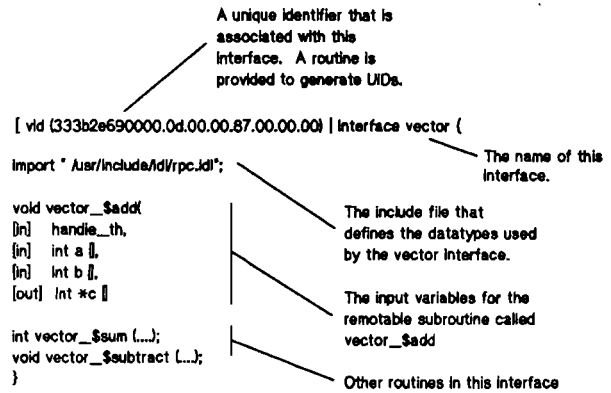 A unique identifier that is
associated with this
interface. A routine is
provided to generate UIDs.
[ vld (333b2e690000.0d.00.00.87.00.00.00) | interface vector {
The name of this
interface.
import " /usr/include/idl/rpc.idl";
The include file that
defines the datatypes used
by the vector interface.
void vector_$add(
[in] handle_th,
[in] int a [],
[in] int b [],
[out] int *c []
The input variables for the
remotable subroutine called
vector_$add
int vector_$sum (....);
void vector_$subtract (....);
}
Other routines in this interface